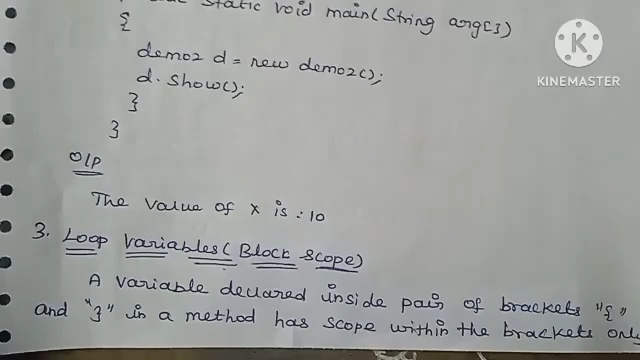 static void main(String arg[])
{
demo2 d = new demo2();
d.show();
}
}
O/P
The value of x is : 10
3. Loop Variables (Block scope)
A variable declared inside pair of brackets "{"
and "}" in a method has scope within the brackets only
KINEMASTER